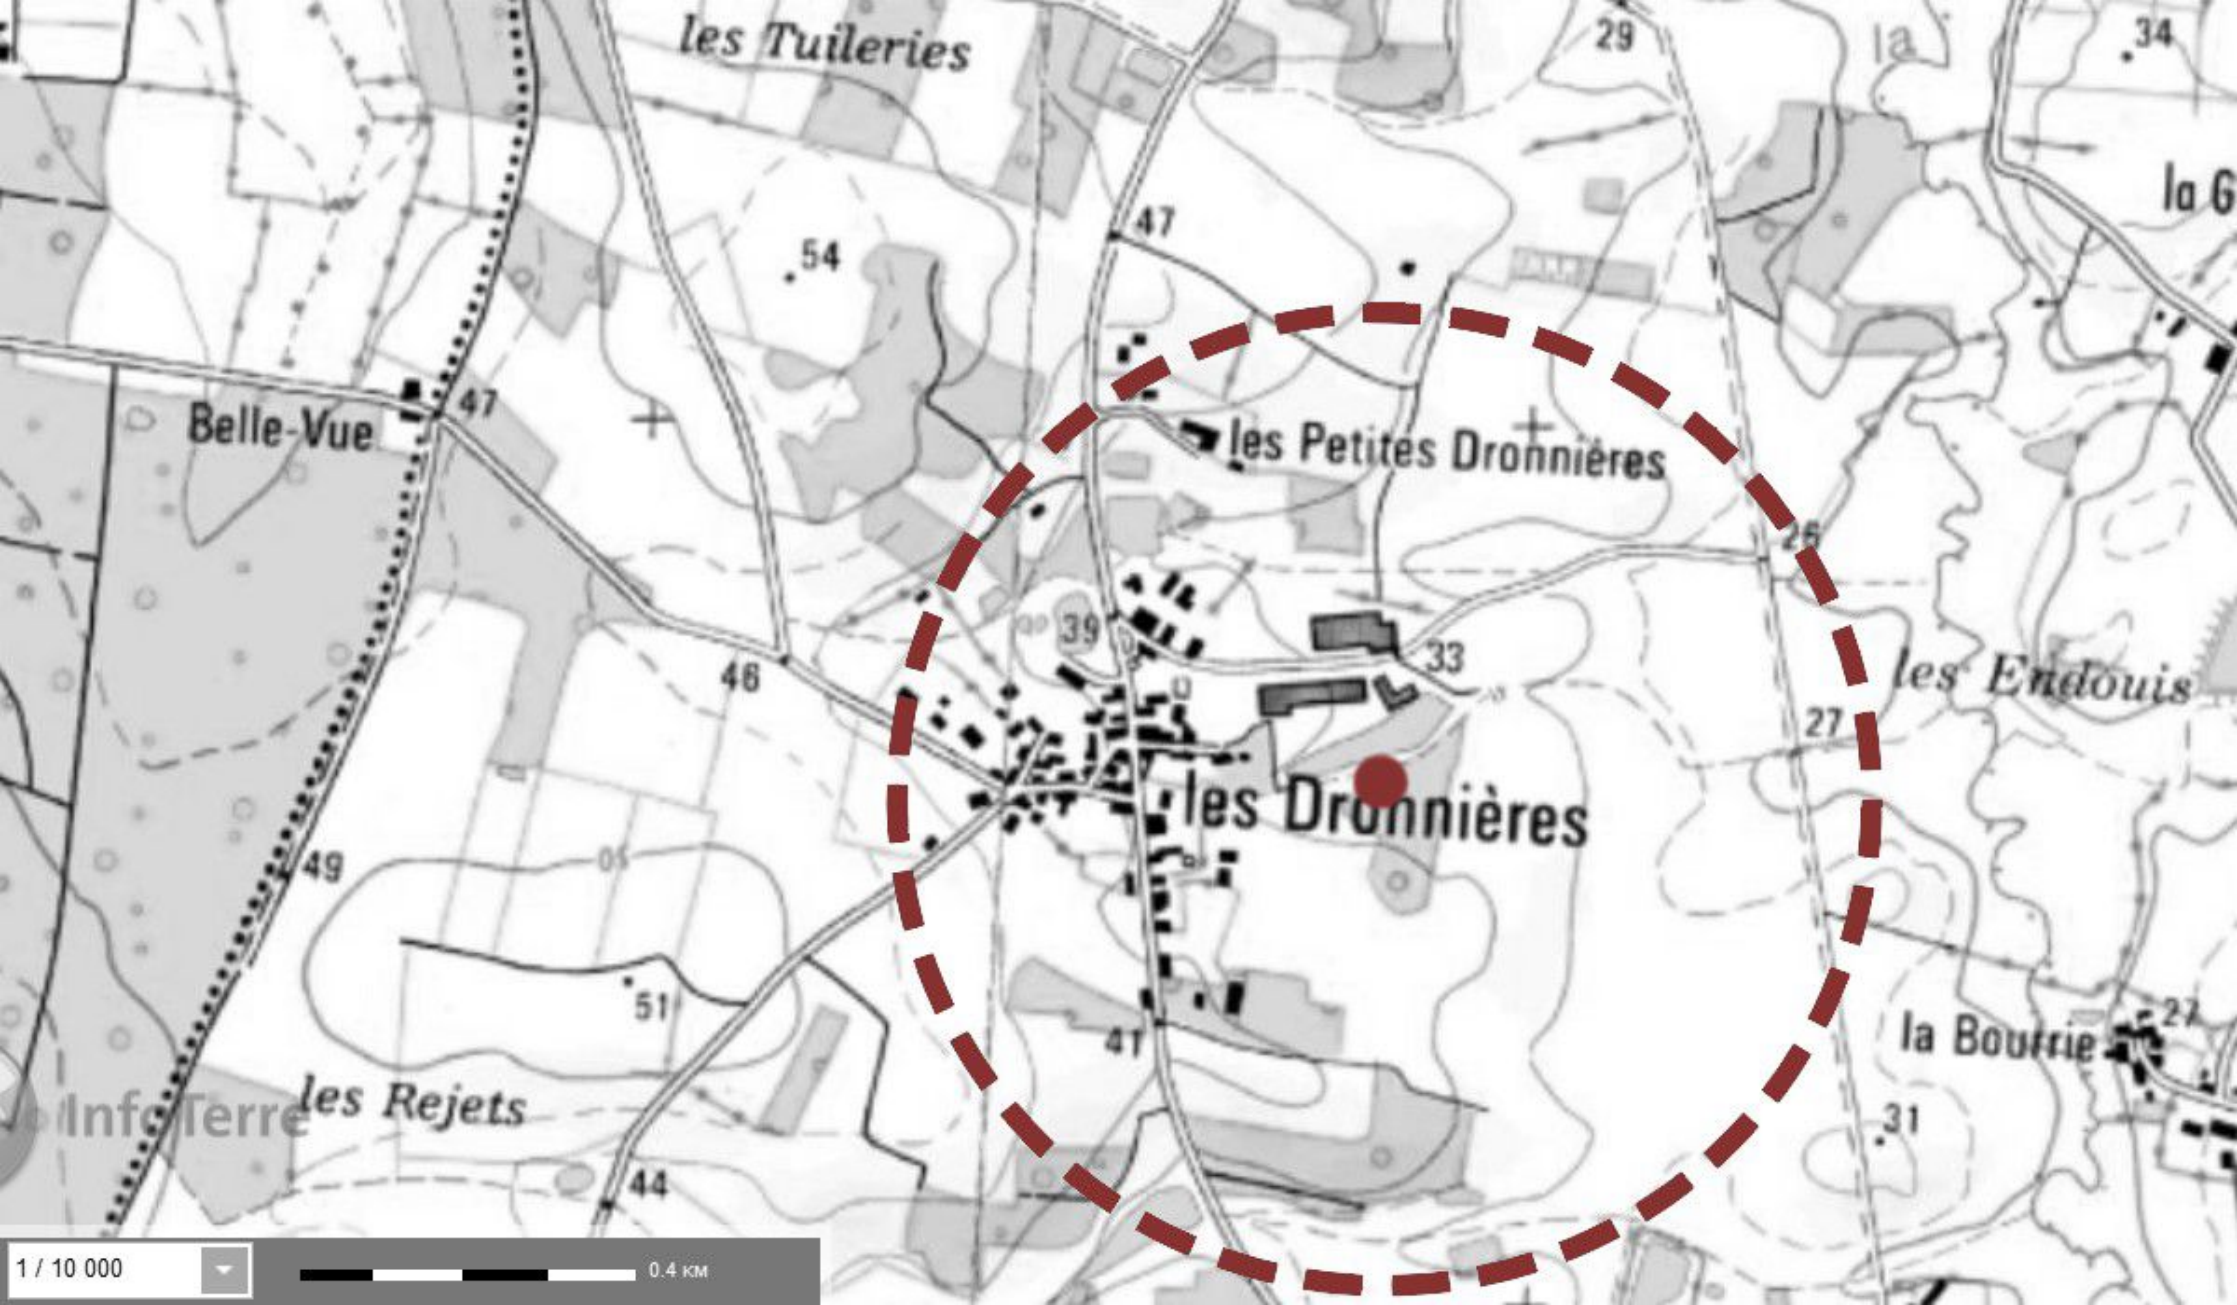 les Tuileries
29
34
la
47
la G
54
Belle-Vue
47
les Petites Dronnières
26
39
46
33
les Endouis
27
les Dronnières
49
50
51
41
27
la Bourrie
les Rejets
InfoTerre
31
44
1 / 10 000
0.4 км